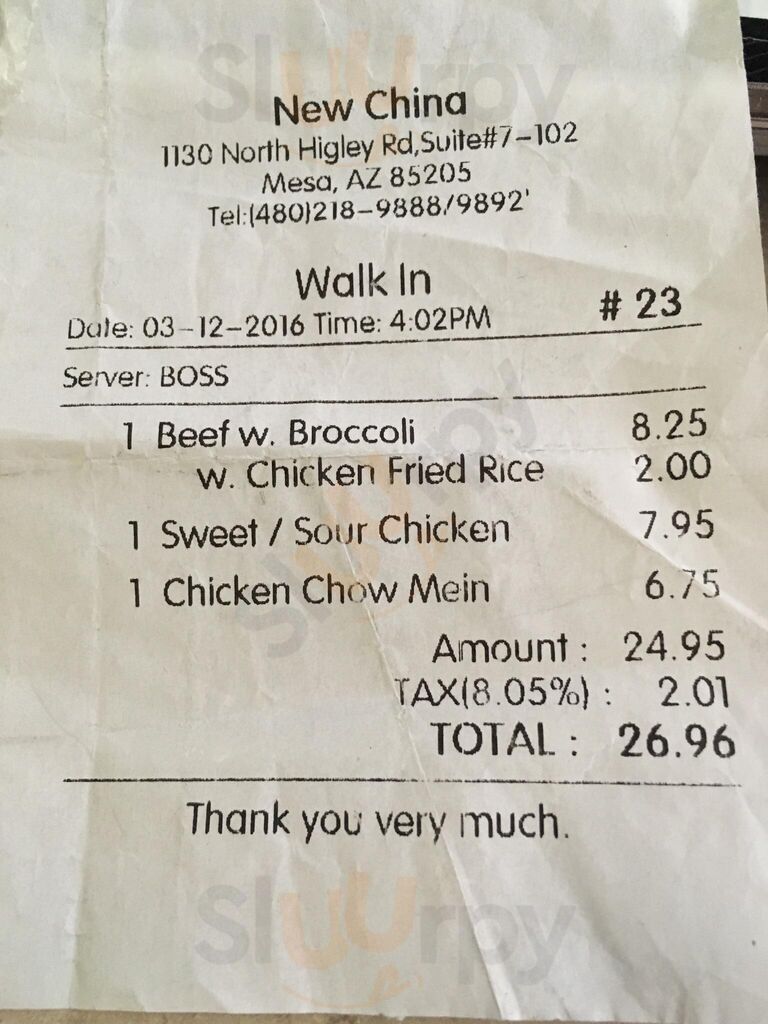 New China
1130 North Higley Rd,Suite#7-102
Mesa, AZ 85205
Tel:(480)218-9888/9892'
Walk In
# 23
Date: 03-12-2016 Time: 4:02PM
Server: BOSS
1 Beef w. Broccoli 8.25
w. Chicken Fried Rice 2.00
1 Sweet / Sour Chicken 7.95
1 Chicken Chow Mein 6.75
Amount : 24.95
TAX(8.05%) : 2.01
TOTAL : 26.96
Thank you very much.
Sluurpy
Sluurpy
Sluurpy